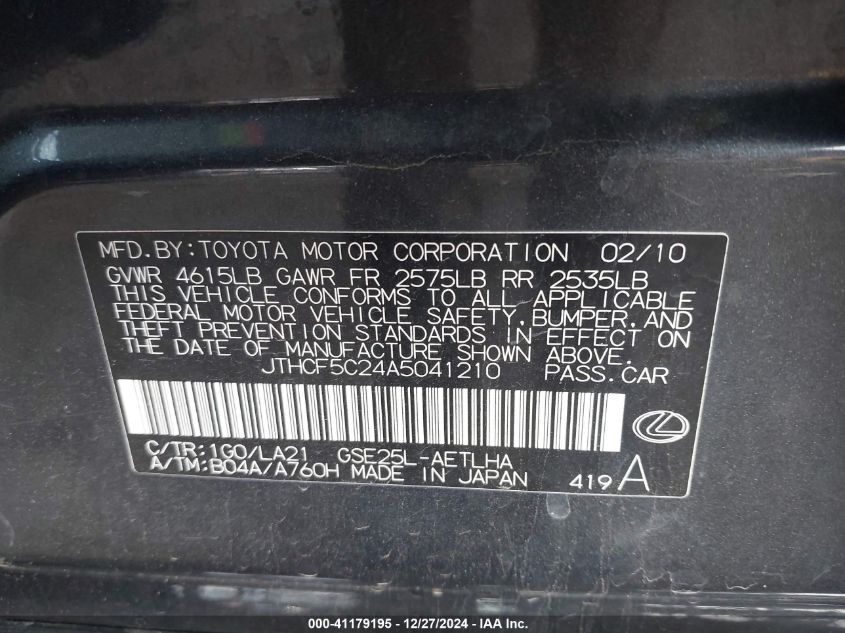 MFD.BY:TOYOTA MOTOR CORPORATION 02/10
GVWR 4615LB GAWR FR 2575LB RR 2535LB
THIS VEHICLE CONFORMS TO ALL APPLICABLE
FEDERAL MOTOR VEHICLE SAFETY, BUMPER, AND
THEFT PREVENTION STANDARDS IN EFFECT ON
THE DATE OF MANUFACTURE SHOWN ABOVE.
JTHCF5C24A5041210 PASS.CAR
C/TR:1G0/LA21 GSE25L-AETLHA
A/TM:B04A/A760H MADE IN JAPAN 419 A
000-41179195 - 12/27/2024 - IAA Inc.